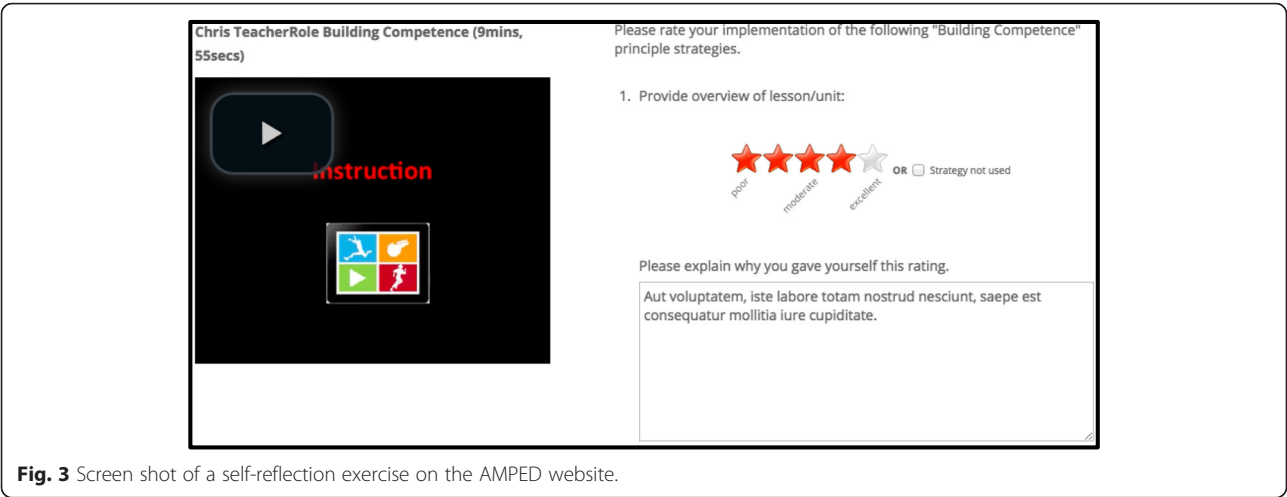 Chris TeacherRole Building Competence (9mins,
55secs)
Instruction
Please rate your implementation of the following "Building Competence"
principle strategies.
1. Provide overview of lesson/unit:
OR Strategy not used
poor
moderate
excellent
Please explain why you gave yourself this rating.
Aut voluptatem, iste labore totam nostrud nesciunt, saepe est
consequatur mollitia iure cupiditate.
Fig. 3 Screen shot of a self-reflection exercise on the AMPED website.